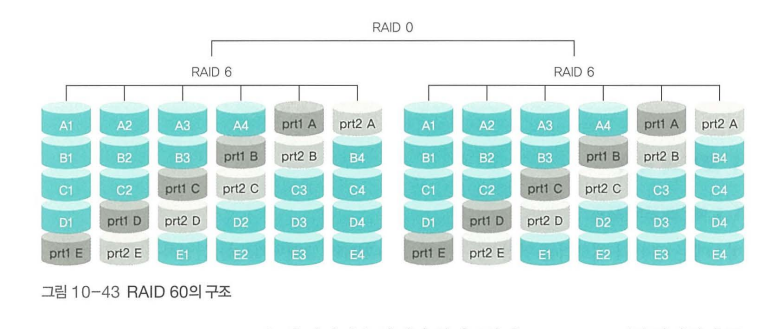 RAID 0
RAID 6 RAID 6
A1 A2 A3 A4 prt1 A prt2 A A1 A2 A3 A4 prt1 A prt2 A
B1 B2 B3 prt1 B prt2 B B4 B1 B2 B3 prt1 B prt2 B B4
C1 C2 prt1 C prt2 C C3 C4 C1 C2 prt1 C prt2 C C3 C4
D1 prt1 D prt2 D D2 D3 D4 D1 prt1 D prt2 D D2 D3 D4
prt1 E prt2 E E1 E2 E3 E4 prt1 E prt2 E E1 E2 E3 E4
그림 10-43 RAID 60의 구조